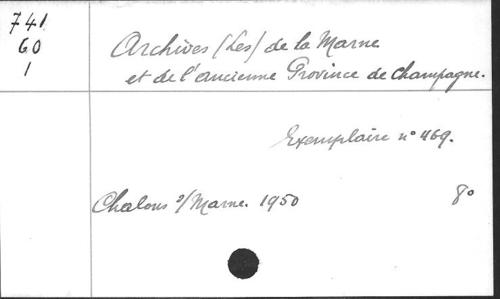 741
60
1
Archives (Les) de la Marne
et de l'ancienne Province de Champagne.
Exemplaire n° 469.
Chalons s/Marne. 1950 8°